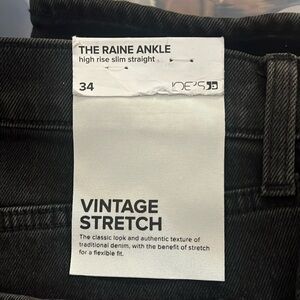 THE RAINE ANKLE
high rise slim straight
34
JOE'S
VINTAGE
STRETCH
The classic look and authentic texture of
traditional denim, with the benefit of stretch
for a flexible fit.